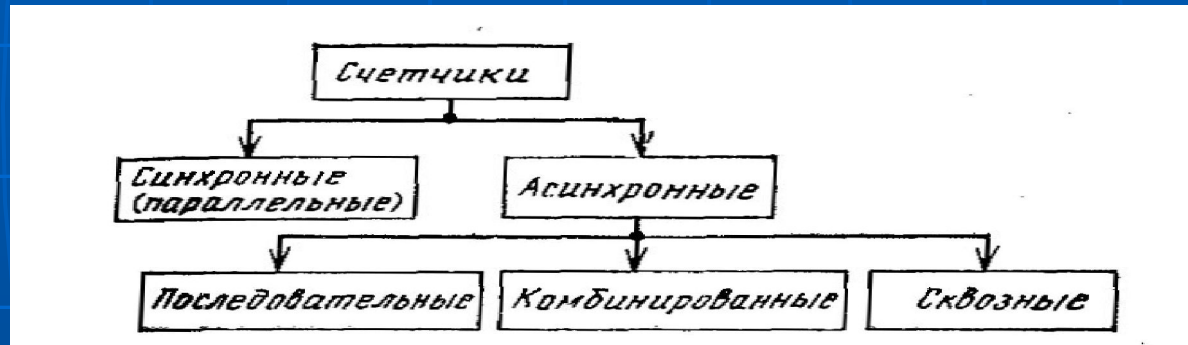 Счетчики
Синхронные
(параллельные)
Асинхронные
Последовательные
Комбинированные
Сквозные